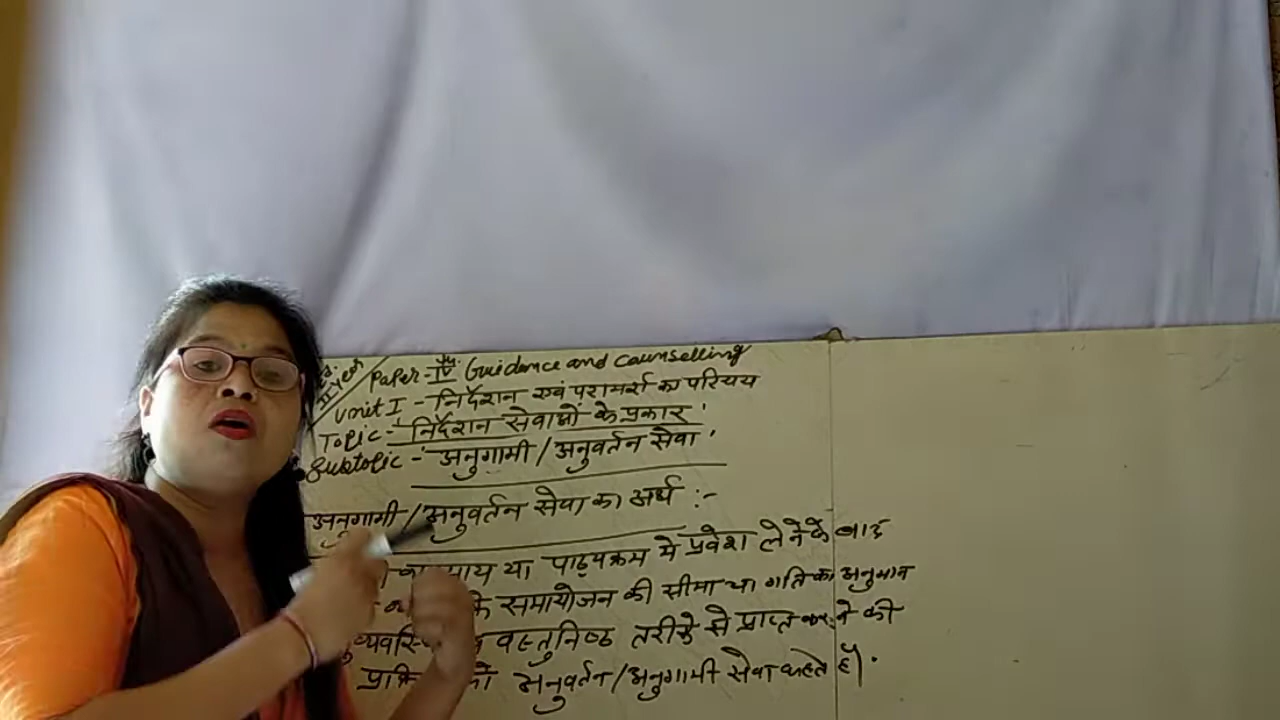 II Year
Paper-IV Guidance and Counselling
Unit I - निर्देशन एवं परामर्श का परिचय
Topic - 'निर्देशन सेवाओं के प्रकार'
Subtopic - 'अनुगामी / अनुवर्तन सेवा'
अनुगामी / अनुवर्तन सेवा का अर्थ :-
या पाठ्यक्रम में प्रवेश लेने के बाद
के समायोजन की सीमा या गति का अनुमान
वस्तुनिष्ठ तरीके से प्राप्त करने की
अनुवर्तन/अनुगामी सेवा कहते हैं।